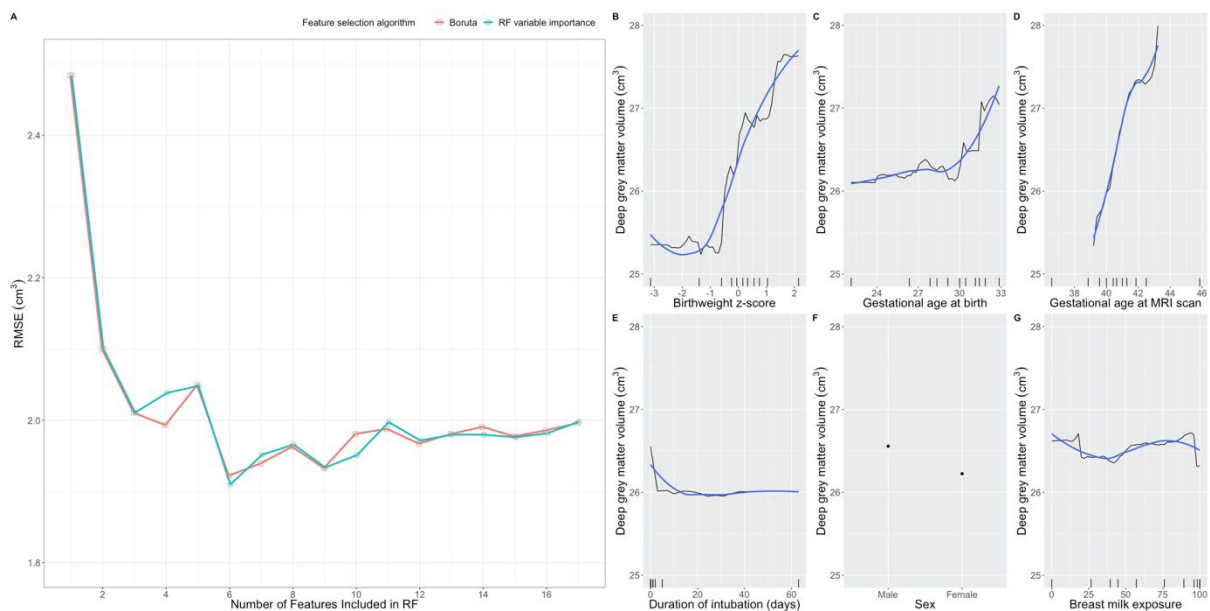 A
Feature selection algorithm Boruta RF variable importance
RMSE (cm³)
2.4
2.2
2.0
1.8
2 4 6 8 10 12 14 16
Number of Features Included in RF
B
Deep grey matter volume (cm³)
28
27
26
25
-3 -2 -1 0 1 2
Birthweight z-score
C
Deep grey matter volume (cm³)
28
27
26
25
24 27 30 33
Gestational age at birth
D
Deep grey matter volume (cm³)
28
27
26
25
36 38 40 42 44 46
Gestational age at MRI scan
E
Deep grey matter volume (cm³)
28
27
26
25
0 20 40 60
Duration of intubation (days)
F
Deep grey matter volume (cm³)
28
27
26
25
Male Female
Sex
G
Deep grey matter volume (cm³)
28
27
26
25
0 25 50 75 100
Breast milk exposure